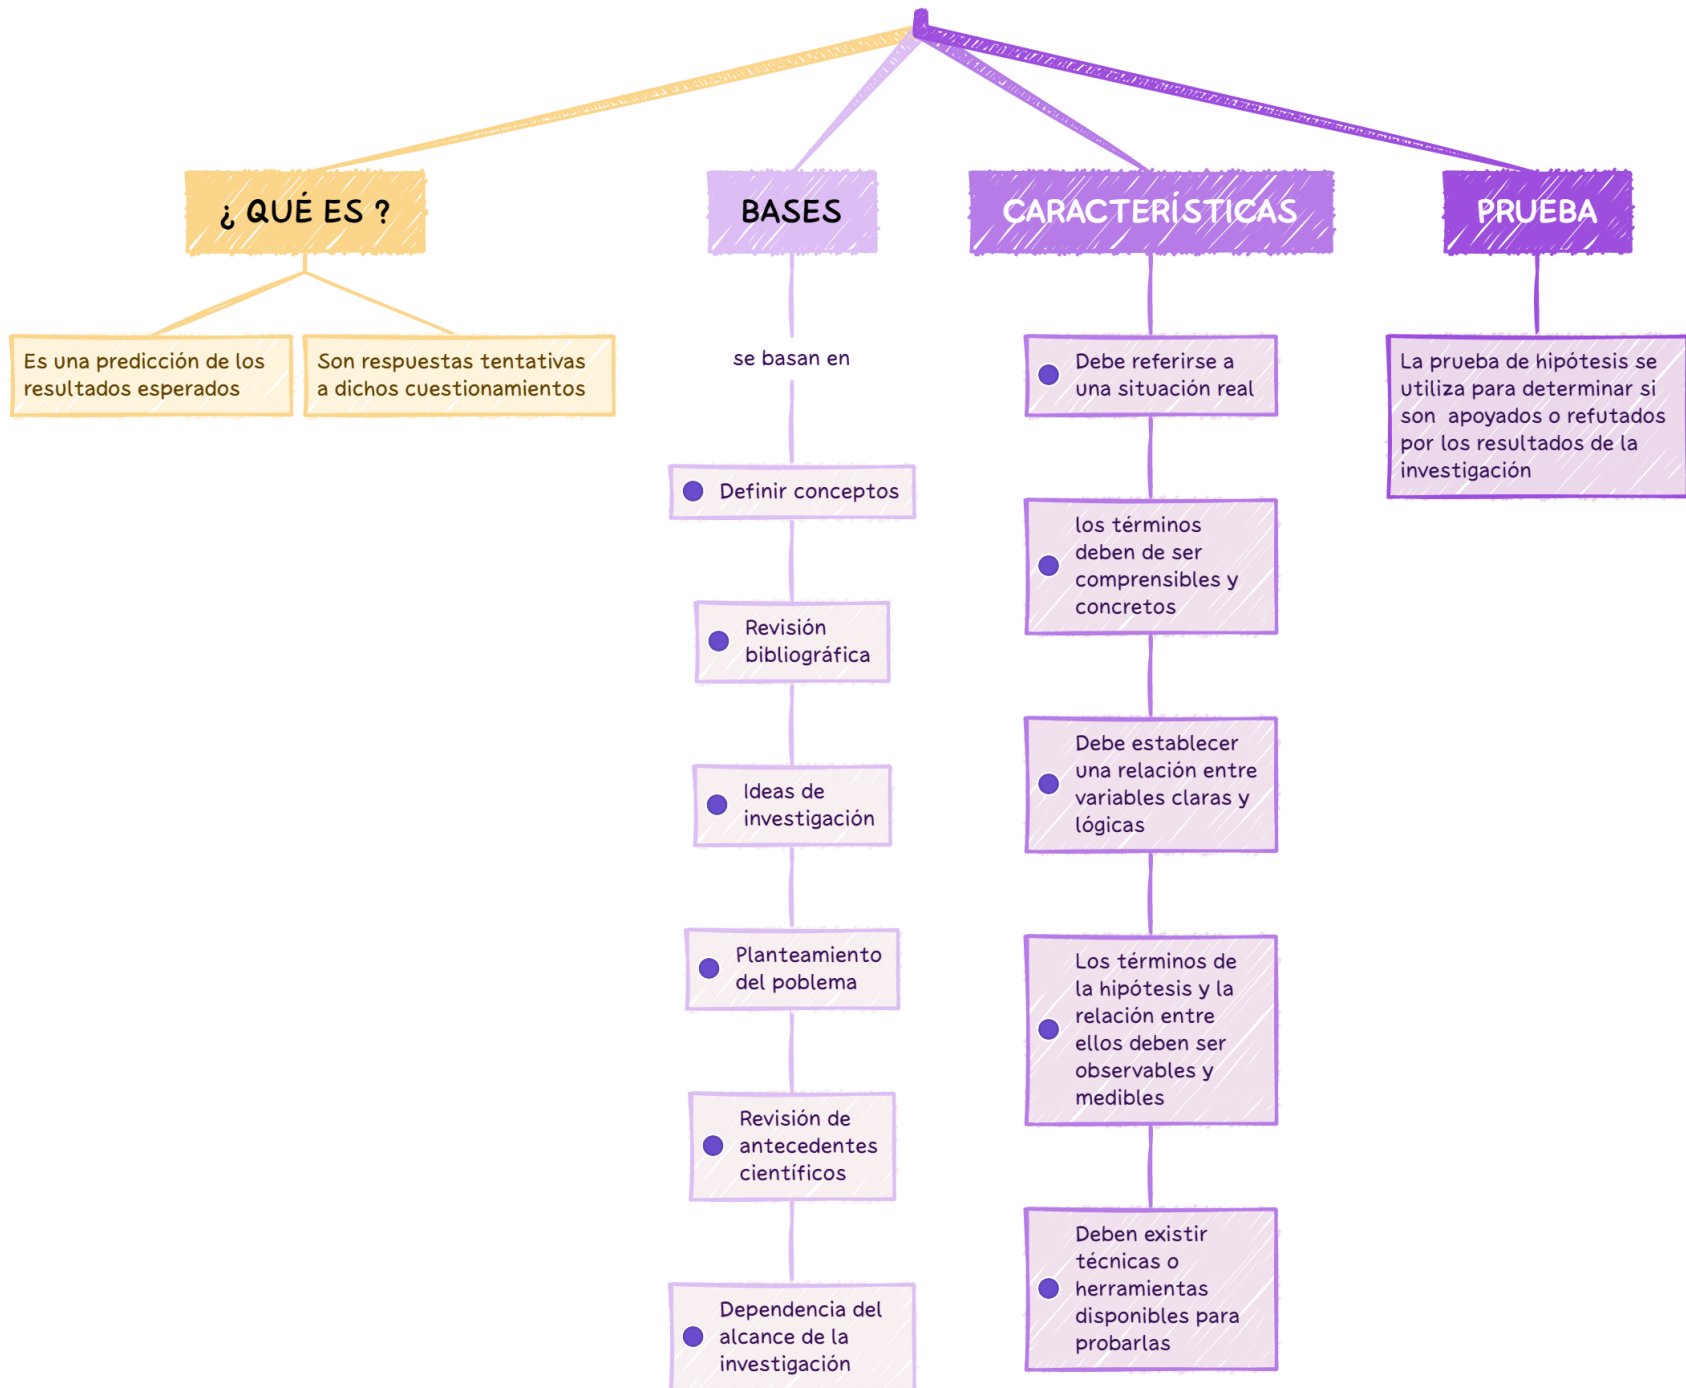 ¿ QUÉ ES ?
BASES
CARACTERÍSTICAS
PRUEBA
Es una predicción de los
resultados esperados
Son respuestas tentativas
a dichos cuestionamientos
se basan en
Definir conceptos
Revisión
bibliográfica
Ideas de
investigación
Planteamiento
del poblema
Revisión de
antecedentes
científicos
Dependencia del
alcance de la
investigación
Debe referirse a
una situación real
los términos
deben de ser
comprensibles y
concretos
Debe establecer
una relación entre
variables claras y
lógicas
Los términos de
la hipótesis y la
relación entre
ellos deben ser
observables y
medibles
Deben existir
técnicas o
herramientas
disponibles para
probarlas
La prueba de hipótesis se
utiliza para determinar si
son  apoyados o refutados
por los resultados de la
investigación